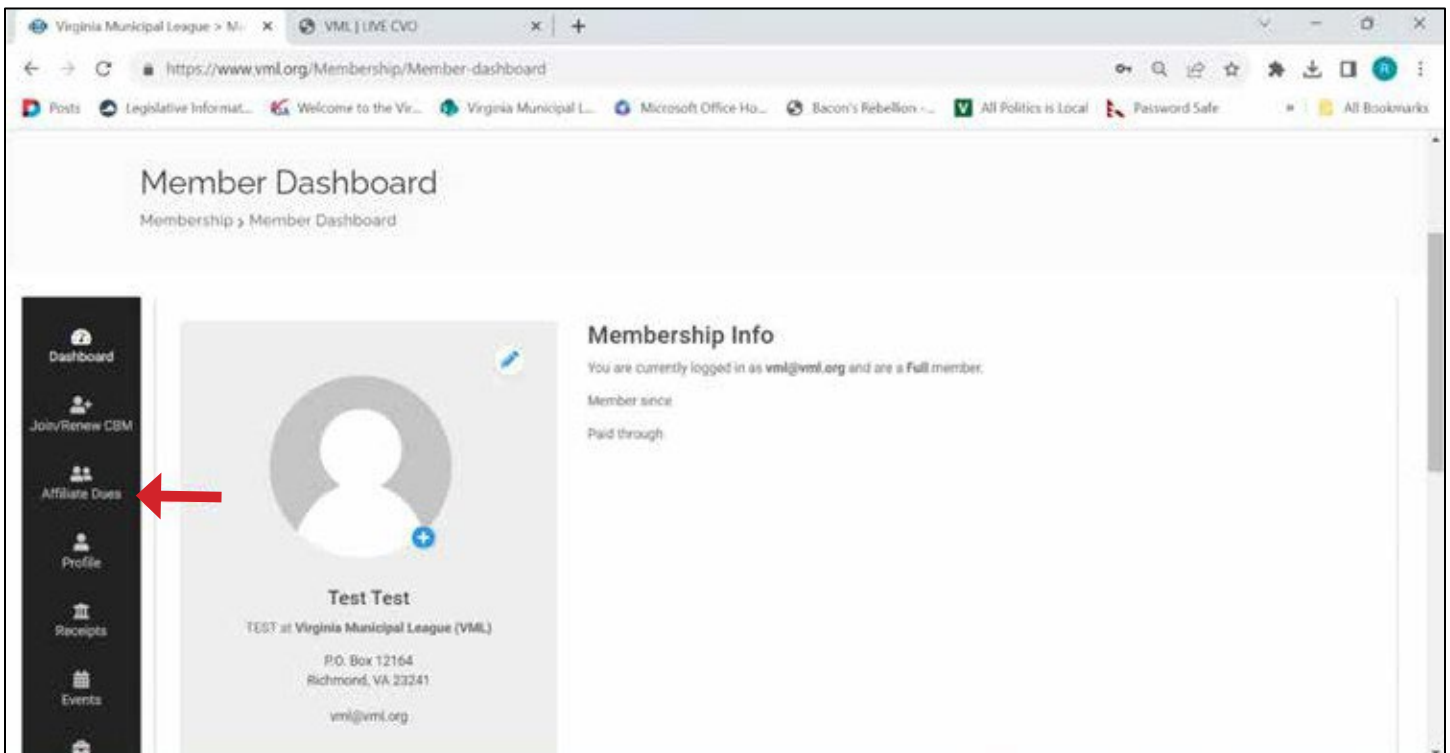 Virginia Municipal League > M
VML | LIVE CVO
https://www.vml.org/Membership/Member-dashboard
Posts
Legislative Informat...
Welcome to the Vir...
Virginia Municipal L...
Microsoft Office Ho...
Bacon's Rebellion -...
All Politics is Local
Password Safe
»
All Bookmarks
Member Dashboard
Membership > Member Dashboard
Dashboard
Join/Renew CBM
Affiliate Dues
Profile
Receipts
Events
Test Test
TEST at Virginia Municipal League (VML)
P.O. Box 12164
Richmond, VA 23241
vml@vml.org
Membership Info
You are currently logged in as vml@vml.org and are a Full member.
Member since
Paid through